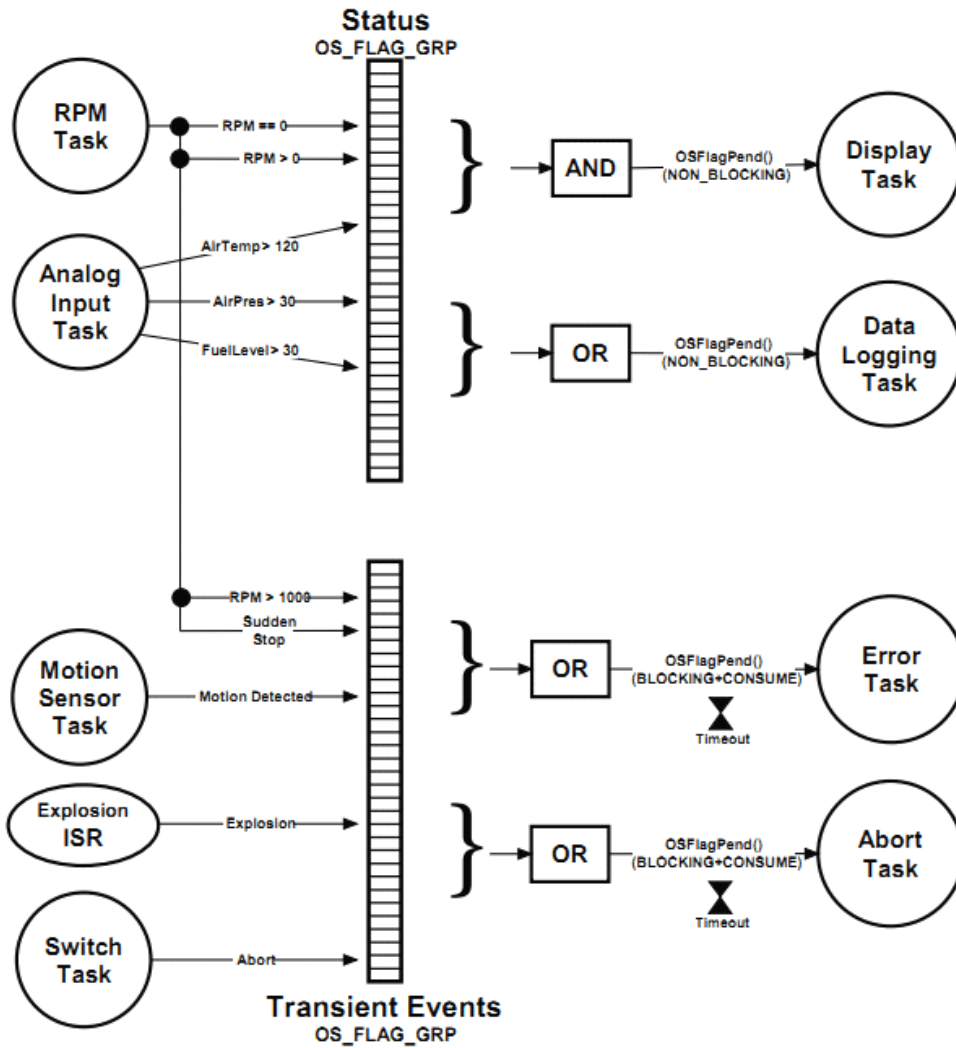 Status
OS_FLAG_GRP
RPM
Task
RPM == 0
RPM > 0
AND
OSFlagPend()
(NON_BLOCKING)
Display
Task
Analog
Input
Task
AirTemp> 120
AirPres> 30
FuelLevel> 30
OR
OSFlagPend()
(NON_BLOCKING)
Data
Logging
Task
RPM > 1000
Sudden
Stop
Motion
Sensor
Task
Motion Detected
OR
OSFlagPend()
(BLOCKING+CONSUME)
Timeout
Error
Task
Explosion
ISR
Explosion
OR
OSFlagPend()
(BLOCKING+CONSUME)
Timeout
Abort
Task
Switch
Task
Abort
Transient Events
OS_FLAG_GRP